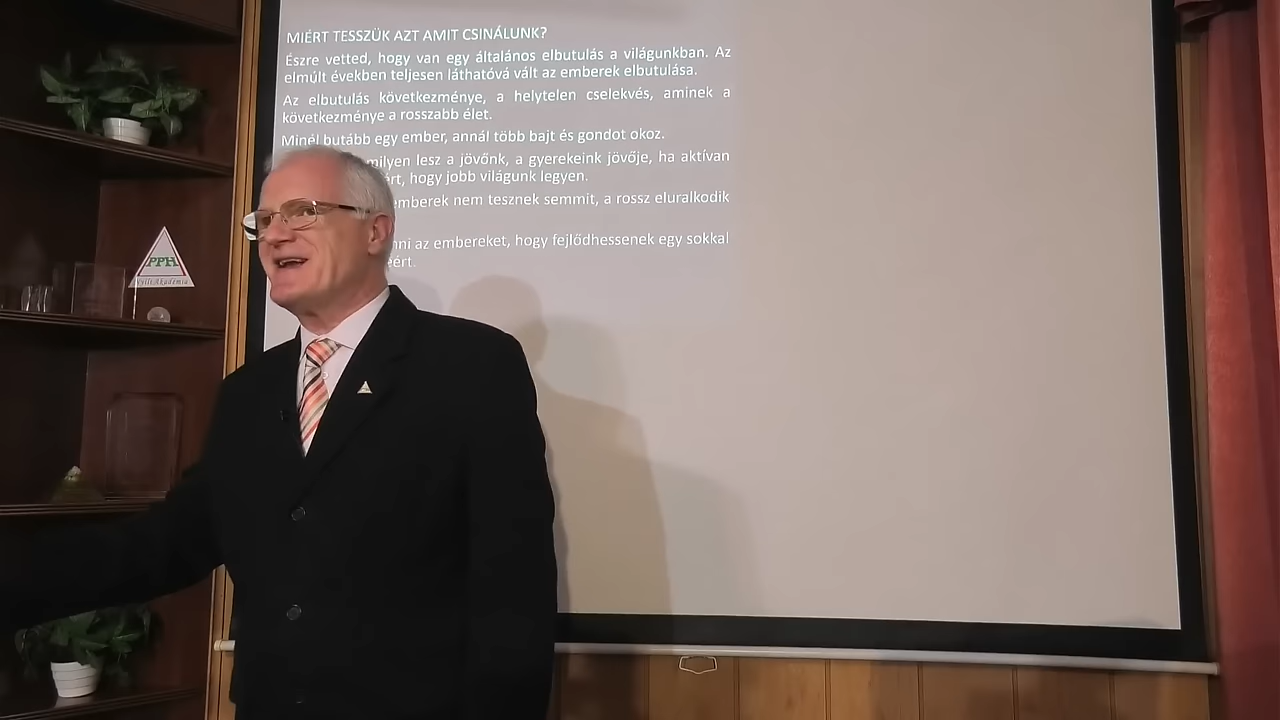 MIÉRT TESSZÜK AZT AMIT CSINÁLUNK?
Észre vetted, hogy van egy általános elbutulás a világunkban. Az
elmúlt években teljesen láthatóvá vált az emberek elbutulása.
Az elbutulás következménye, a helytelen cselekvés, aminek a
következménye a rosszabb élet.
Minél butább egy ember, annál több bajt és gondot okoz.
milyen lesz a jövőnk, a gyerekeink jövője, ha aktívan
hogy jobb világunk legyen.
emberek nem tesznek semmit, a rossz eluralkodik
az embereket, hogy fejlődhessenek egy sokkal
PPH
Nyílt Akadémia